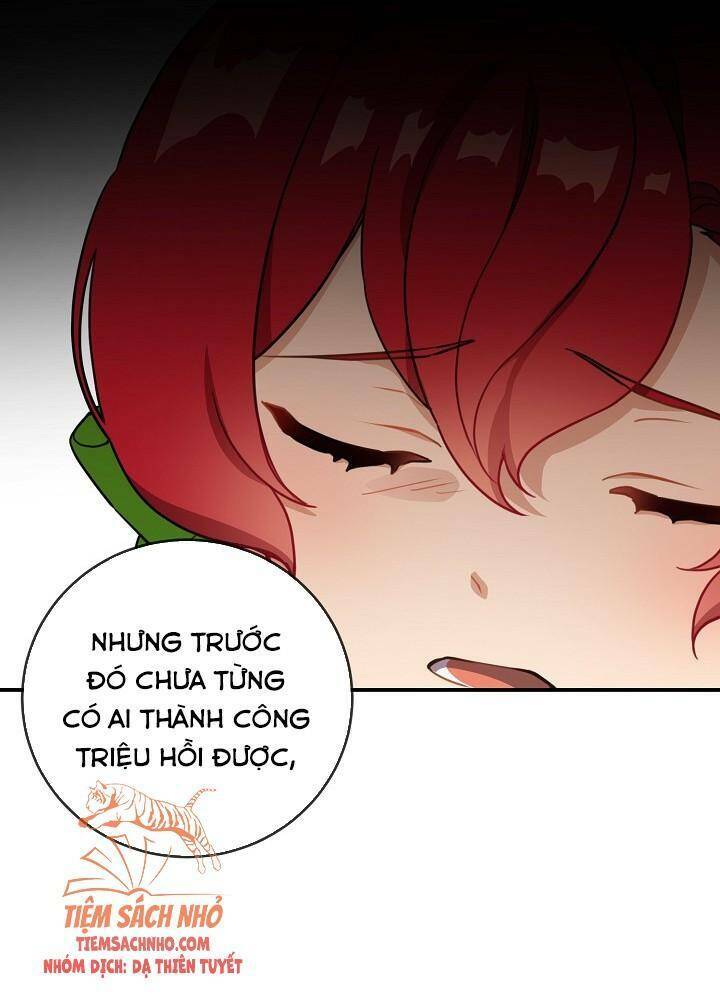 NHƯNG TRƯỚC
ĐÓ CHƯA TỪNG
CÓ AI THÀNH CÔNG
TRIỆU HỒI ĐƯỢC,
TIỆM SÁCH NHỎ
TIEMSACHNHO.COM
NHÓM DỊCH: DẠ THIÊN TUYẾT